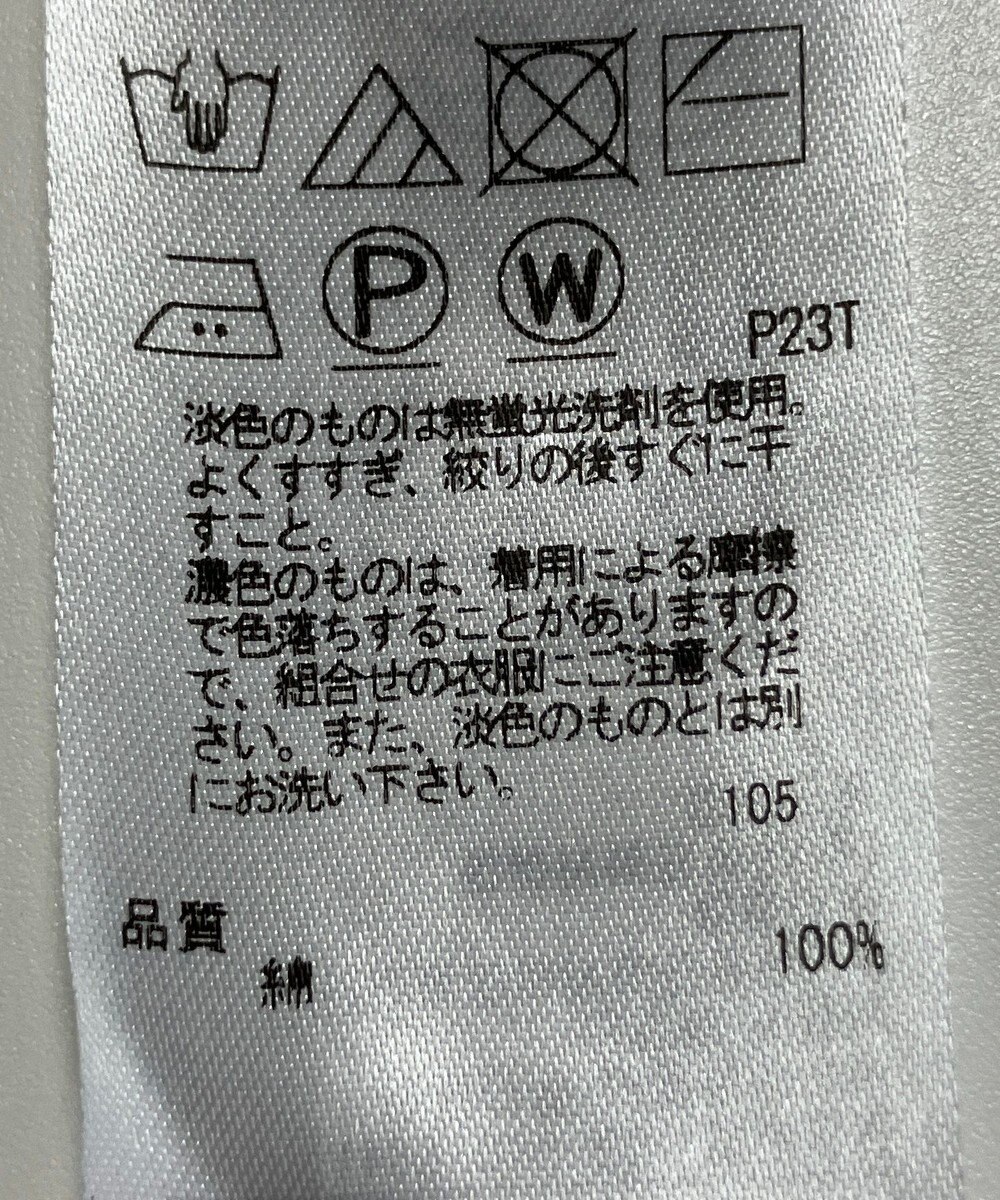 P W P23T
淡色のものは無蛍光洗剤を使用。
よくすすぎ、絞りの後すぐに干
すこと。
濃色のものは、着用による摩擦
で色落ちすることがありますの
で、組合せの衣服にご注意くだ
さい。また、淡色のものとは別
にお洗い下さい。
105
品質
綿 100%